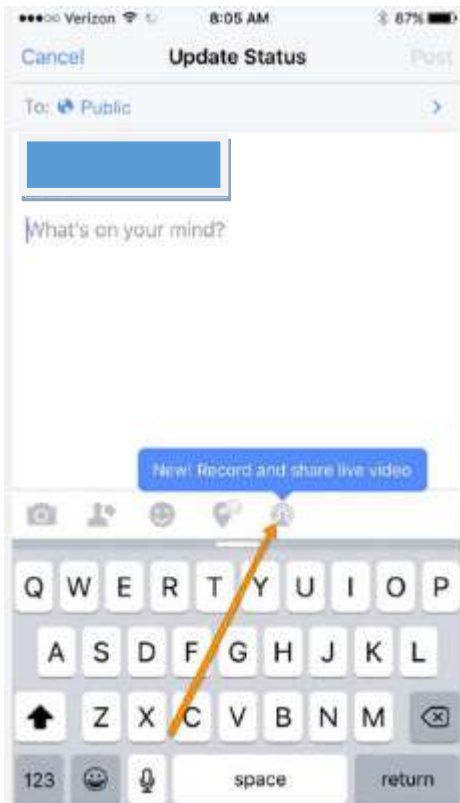 Verizon 8:05 AM 87%
Cancel Update Status Post
To: Public
What's on your mind?
New! Record and share live video
Q W E R T Y U I O P
A S D F G H J K L
Z X C V B N M
123 space return